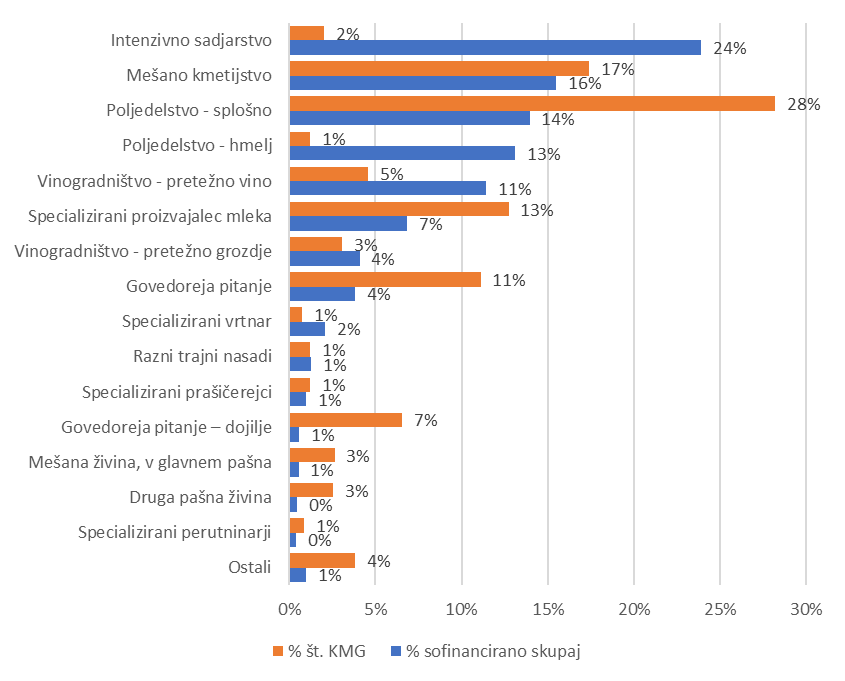 Intenzivno sadjarstvo 2% 24%
Mešano kmetijstvo 17% 16%
Poljedelstvo - splošno 28% 14%
Poljedelstvo - hmelj 1% 13%
Vinogradništvo - pretežno vino 5% 11%
Specializirani proizvajalec mleka 13% 7%
Vinogradništvo - pretežno grozdje 3% 4%
Govedoreja pitanje 11% 4%
Specializirani vrtnar 1% 2%
Razni trajni nasadi 1% 1%
Specializirani prašičerejci 1% 1%
Govedoreja pitanje – dojilje 7% 1%
Mešana živina, v glavnem pašna 3% 1%
Druga pašna živina 3% 0%
Specializirani perutninarji 1% 0%
Ostali 4% 1%
0% 5% 10% 15% 20% 25% 30%
% št. KMG % sofinancirano skupaj